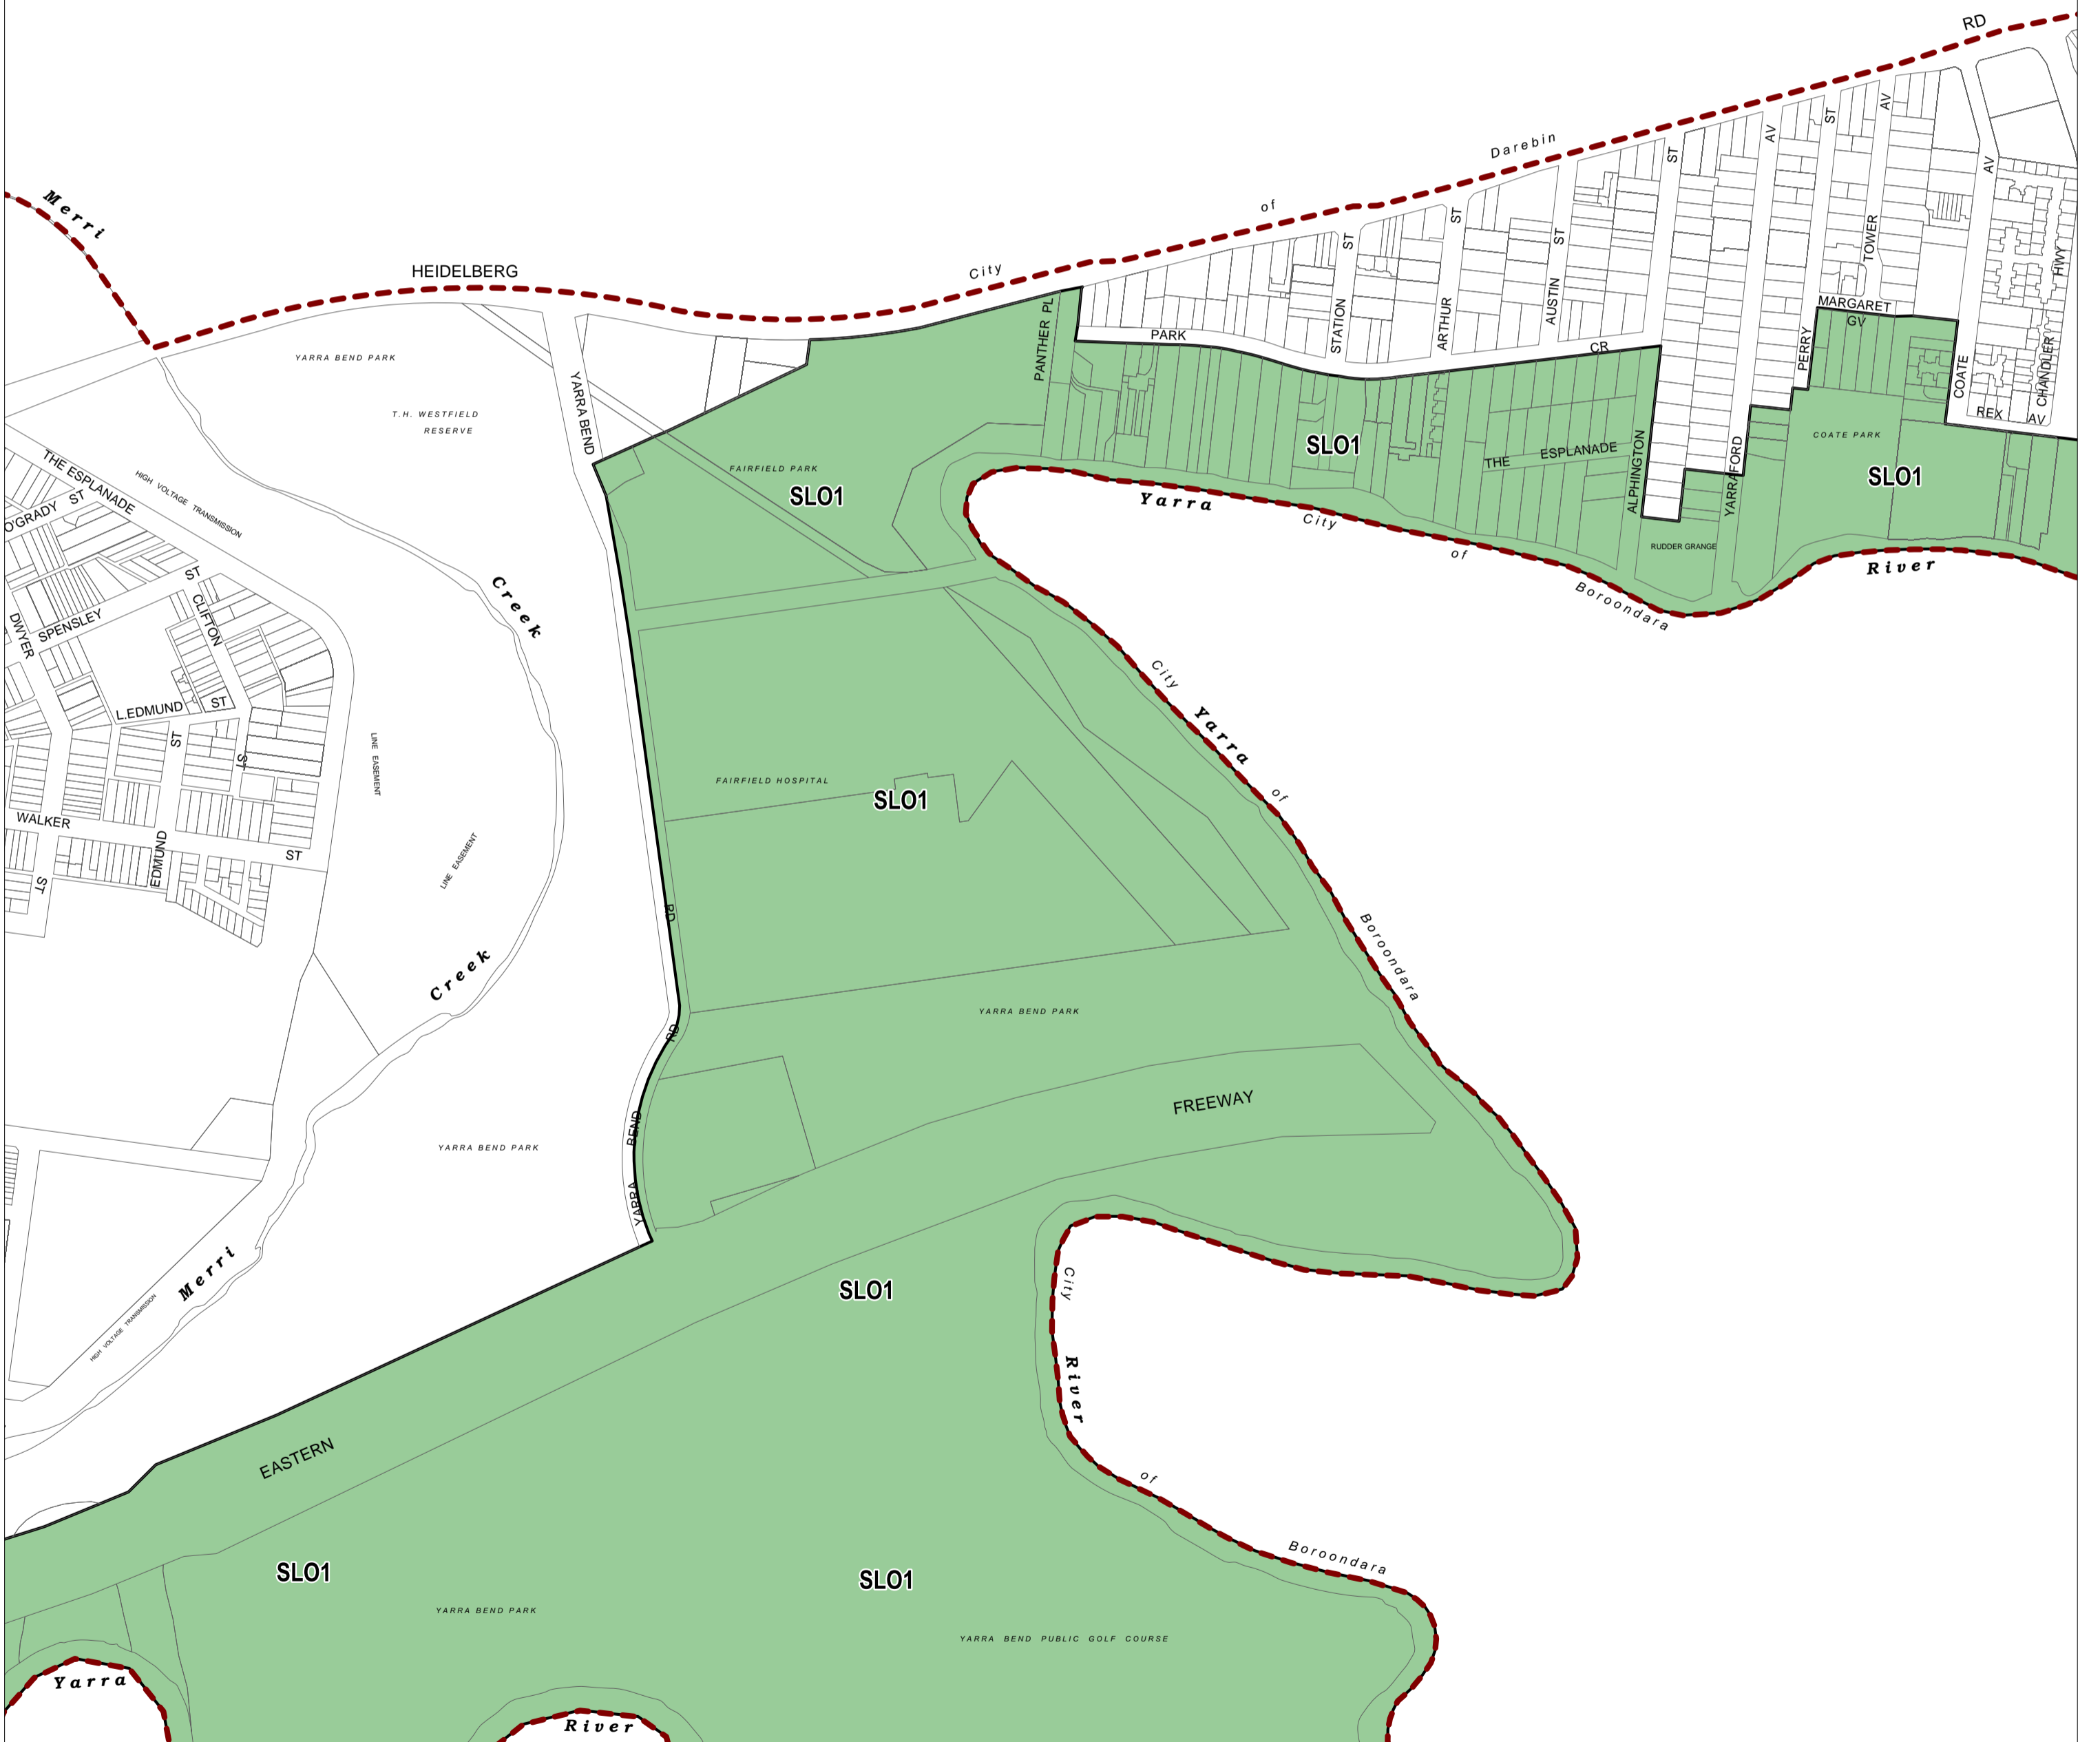 RD
Darebin
of
City
Merri
HEIDELBERG
ST
AV
ST
AV
AV
ST
ST
ST
TOWER
HWY
AUSTIN
ARTHUR
STATION
PANTHER PL
PARK
CR
MARGARET
GV
PERRY
COATE
CHANDLER
REX AV
YARRA BEND PARK
T.H. WESTFIELD
RESERVE
YARRA BEND
FAIRFIELD PARK
SLO1
SLO1
THE ESPLANADE
ALPHINGTON
YARRAFORD
COATE PARK
SLO1
RUDDER GRANGE
Yarra
City
of
Boroondara
River
THE ESPLANADE
HIGH VOLTAGE TRANSMISSION
O'GRADY ST
ST
SPENSLEY
CLIFTON
DWYER
Creek
L.EDMUND ST
ST
ST
LINE EASEMENT
WALKER
ST
EDMUND
ST
LINE EASEMENT
City
Yarra
of
Boroondara
FAIRFIELD HOSPITAL
SLO1
RD
Creek
RD
YARRA BEND PARK
FREEWAY
YARRA BEND
YARRA BEND PARK
Merri
HIGH VOLTAGE TRANSMISSION
SLO1
City
River
of
Boroondara
EASTERN
SLO1
SLO1
YARRA BEND PARK
YARRA BEND PUBLIC GOLF COURSE
Yarra
River